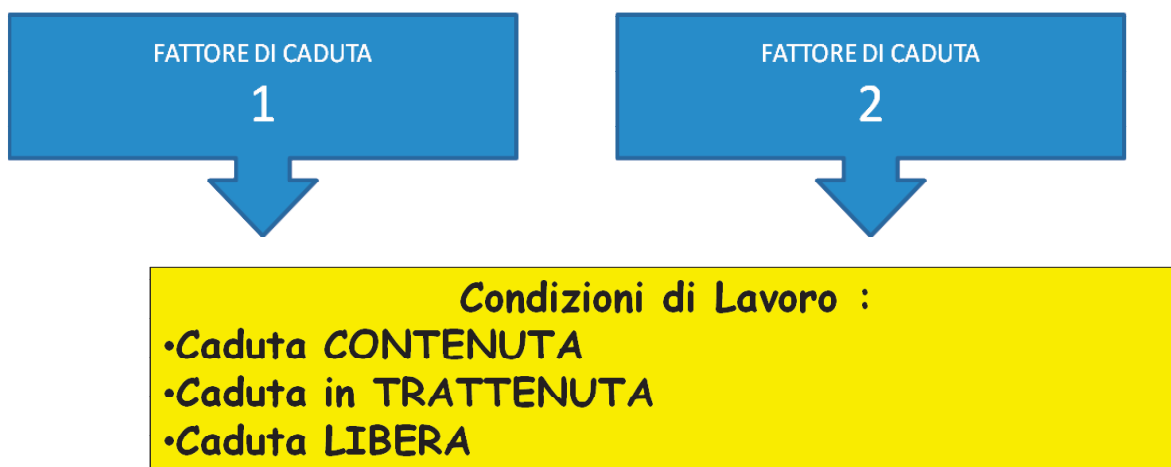 FATTORE DI CADUTA
1
FATTORE DI CADUTA
2
Condizioni di Lavoro :
•Caduta CONTENUTA
•Caduta in TRATTENUTA
•Caduta LIBERA